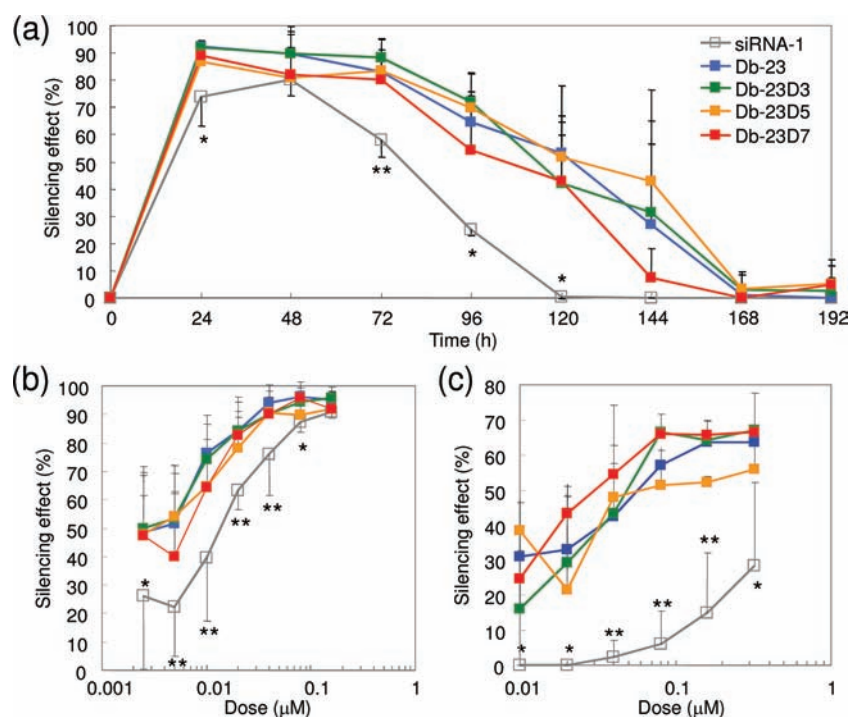 (a)
100
90
80
70
60
50
40
30
20
10
0
Silencing effect (%)
siRNA-1
Db-23
Db-23D3
Db-23D5
Db-23D7
*
**
*
*
0 24 48 72 96 120 144 168 192
Time (h)
(b)
100
90
80
70
60
50
40
30
20
10
0
Silencing effect (%)
*
**
**
**
**
*
0.001 0.01 0.1 1
Dose (μM)
(c)
80
70
60
50
40
30
20
10
0
Silencing effect (%)
*
*
**
**
**
*
0.01 0.1 1
Dose (μM)